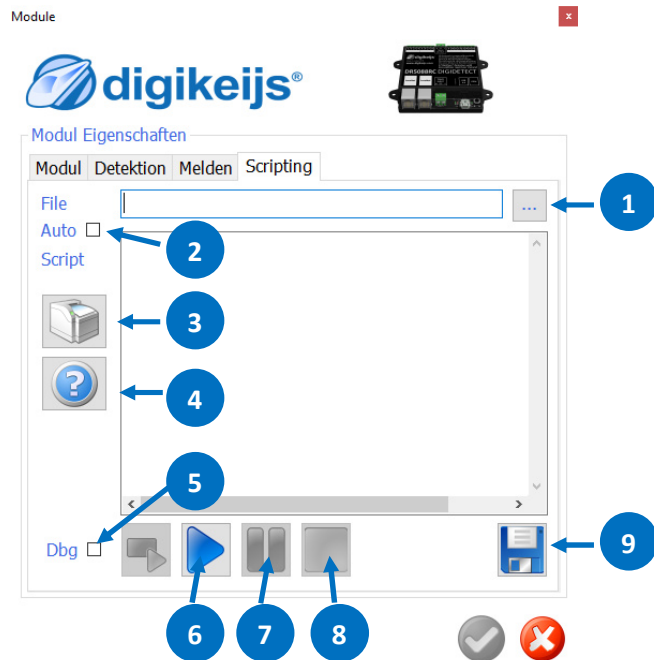 Module
x
digikeijs®
DR5088RC DIGIDETECT
Modul Eigenschaften
Modul Detektion Melden Scripting
File ... 1
Auto 2
Script
3
4
5
Dbg 9
6 7 8